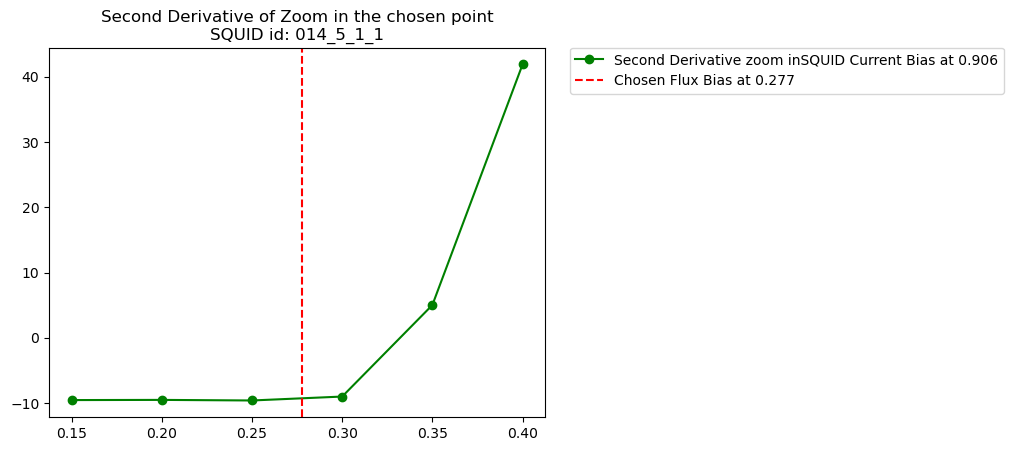 Second Derivative of Zoom in the chosen point
SQUID id: 014_5_1_1
Second Derivative zoom inSQUID Current Bias at 0.906
Chosen Flux Bias at 0.277
40
30
20
10
0
−10
0.15 0.20 0.25 0.30 0.35 0.40